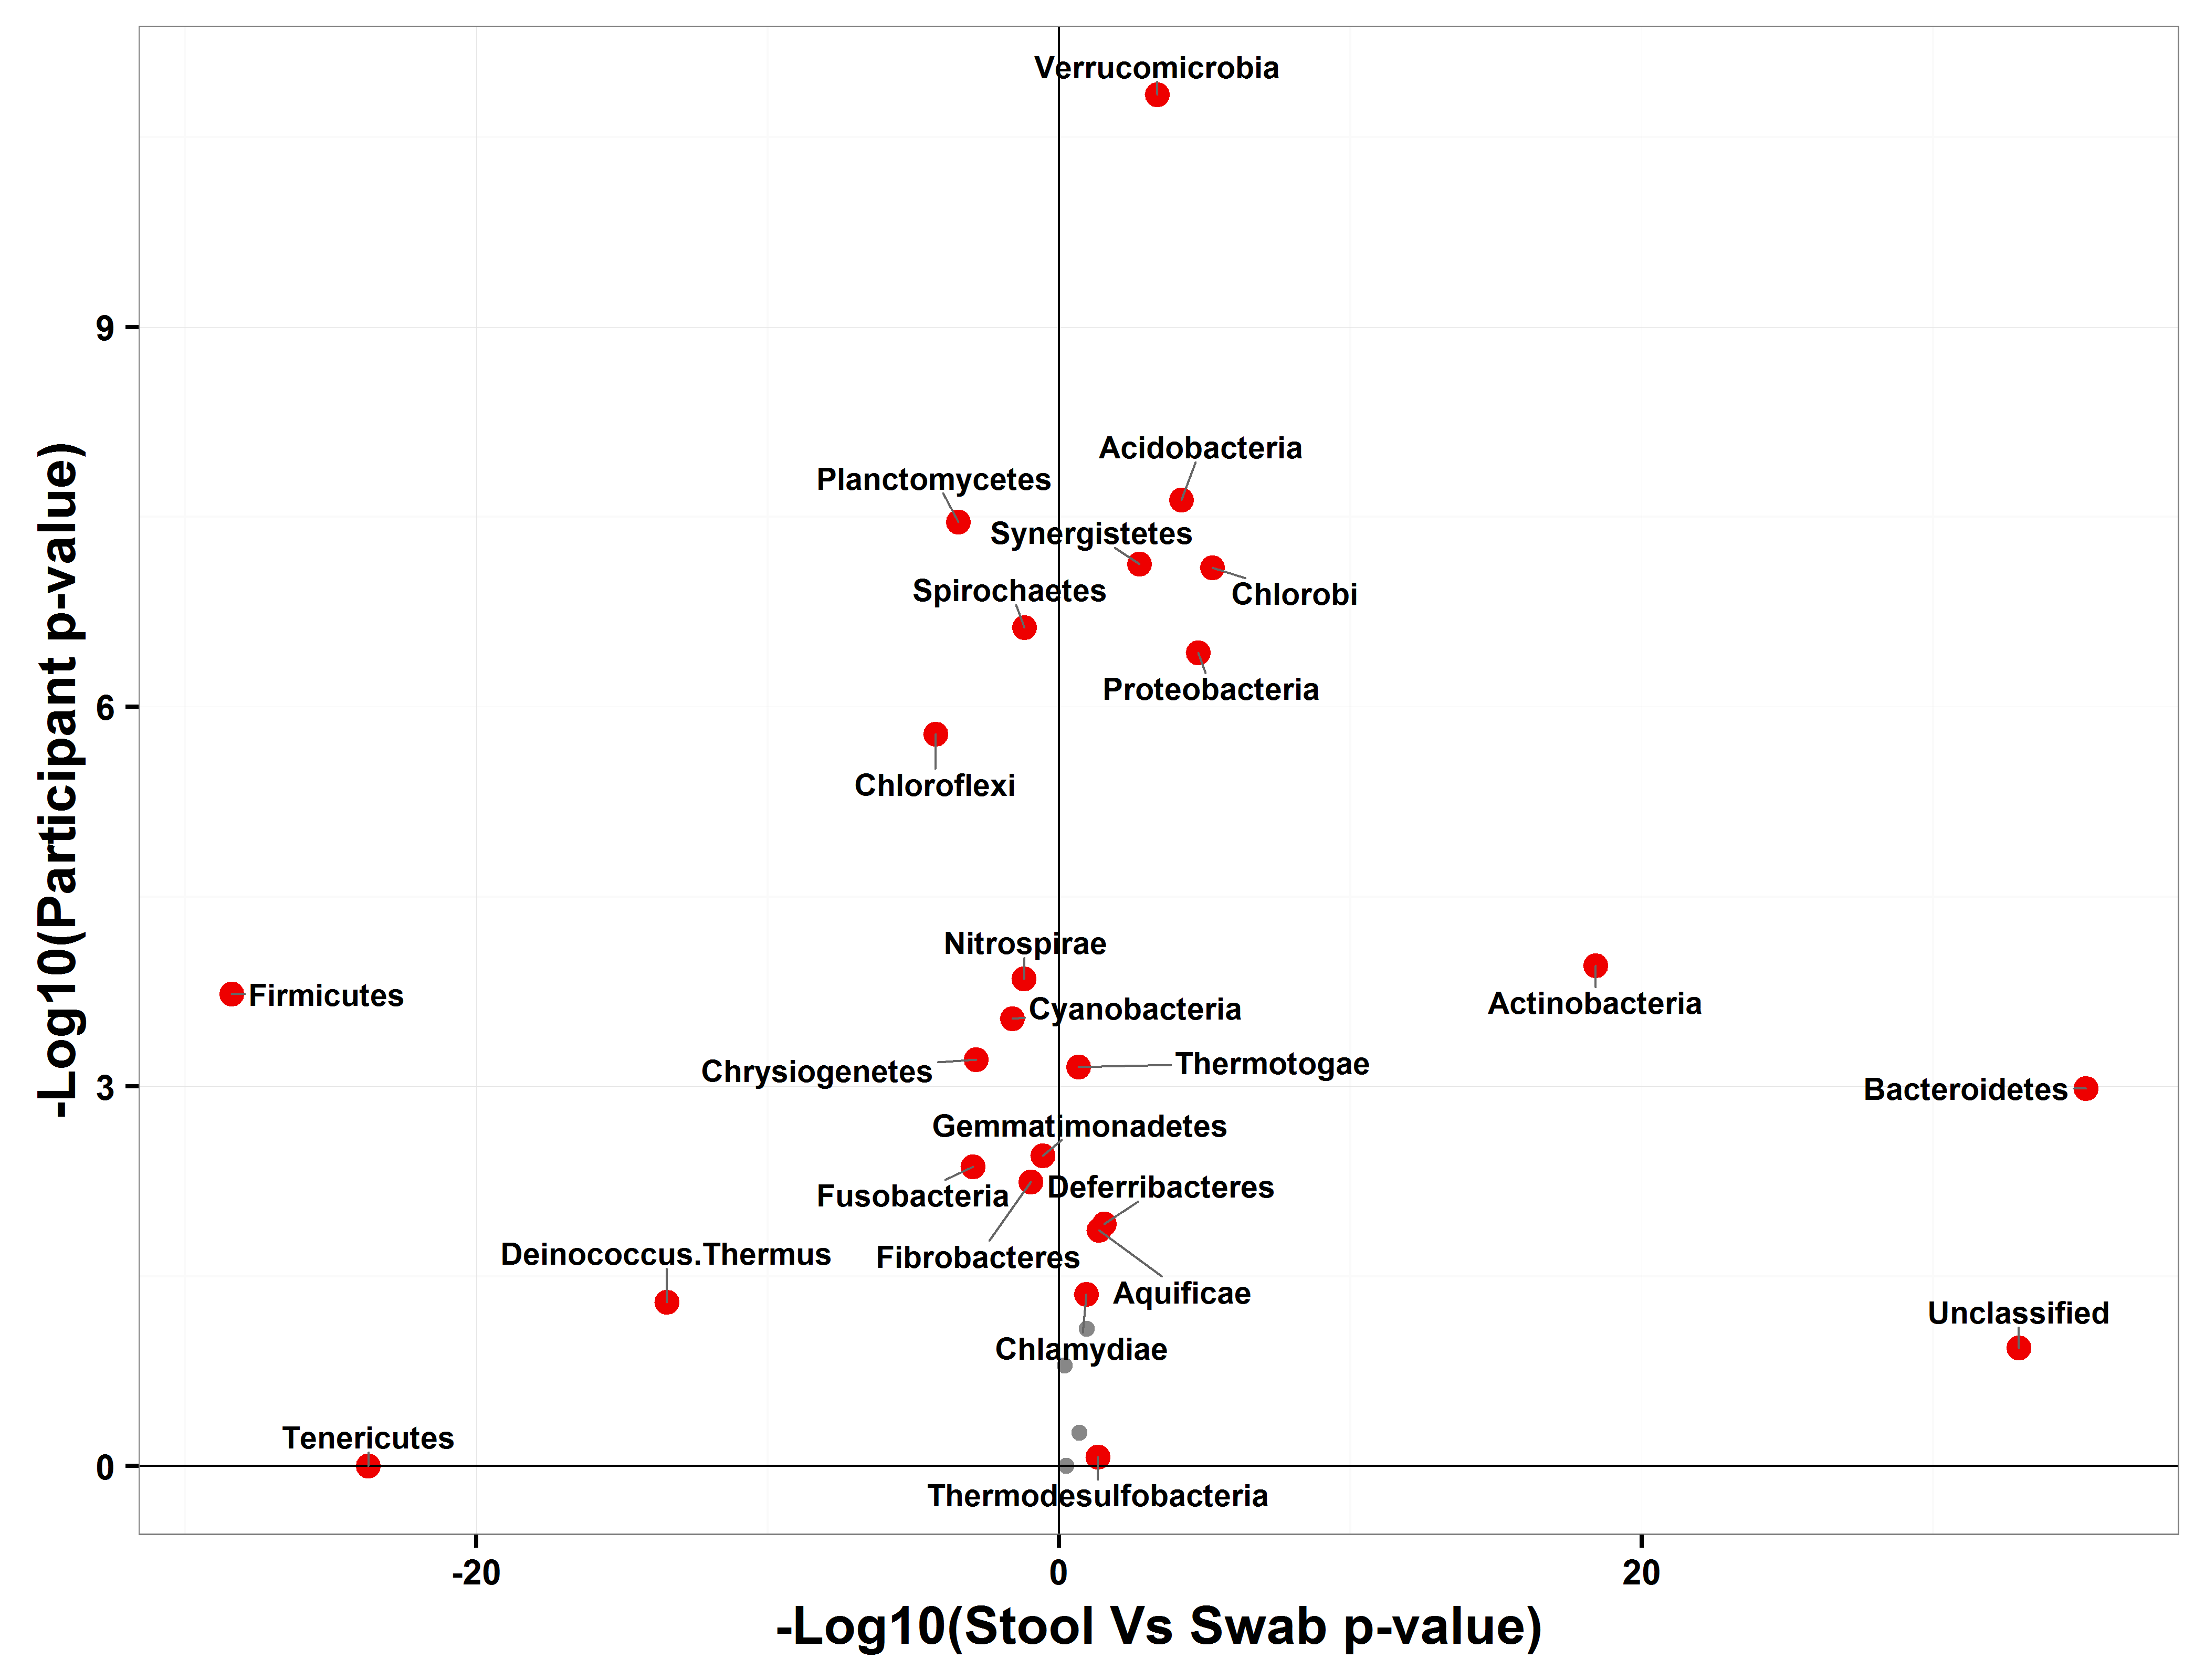 Verrucomicrobia
9
Acidobacteria
Planctomycetes
Synergistetes
Spirochaetes
Chlorobi
Proteobacteria
6
Chloroflexi
-Log10(Participant p-value)
Nitrospirae
Firmicutes
Cyanobacteria
Actinobacteria
Chrysiogenetes
Thermotogae
3
Bacteroidetes
Gemmatimonadetes
Fusobacteria
Deferribacteres
Deinococcus.Thermus
Fibrobacteres
Aquificae
Unclassified
Chlamydiae
Tenericutes
0
Thermodesulfobacteria
-20
0
20
-Log10(Stool Vs Swab p-value)